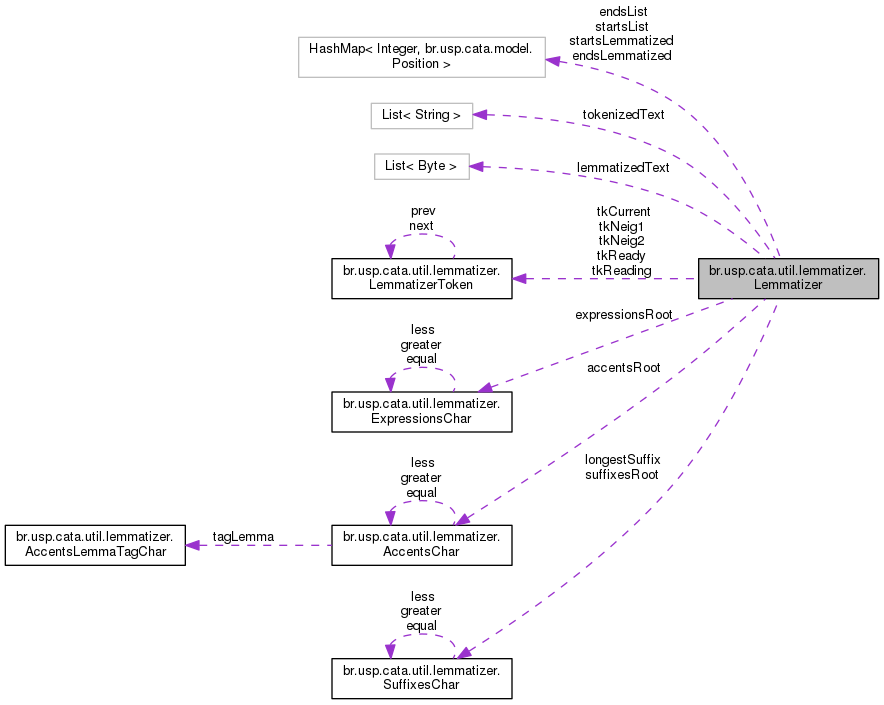 endsList
startsList
startsLemmatized
endsLemmatized
HashMap< Integer, br.usp.cata.model.
Position >
tokenizedText
List< String >
lemmatizedText
List< Byte >
prev
next
tkCurrent
tkNeig1
tkNeig2
tkReady
tkReading
br.usp.cata.util.lemmatizer.
LemmatizerToken
br.usp.cata.util.lemmatizer.
Lemmatizer
expressionsRoot
less
greater
equal
br.usp.cata.util.lemmatizer.
ExpressionsChar
accentsRoot
less
greater
equal
longestSuffix
suffixesRoot
br.usp.cata.util.lemmatizer.
AccentsLemmaTagChar
tagLemma
br.usp.cata.util.lemmatizer.
AccentsChar
less
greater
equal
br.usp.cata.util.lemmatizer.
SuffixesChar